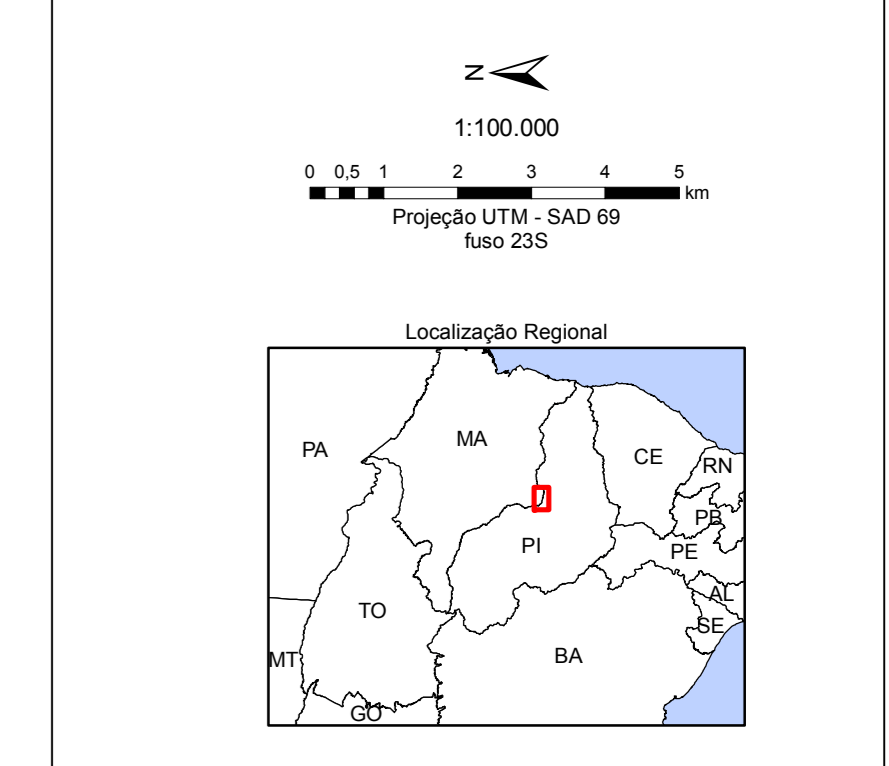 N
1:100.000
0 0,5 1 2 3 4 5
km
Projeção UTM - SAD 69
fuso 23S
Localização Regional
PA
MA
CE
RN
PB
PI
PE
AL
TO
SE
MT
BA
GO